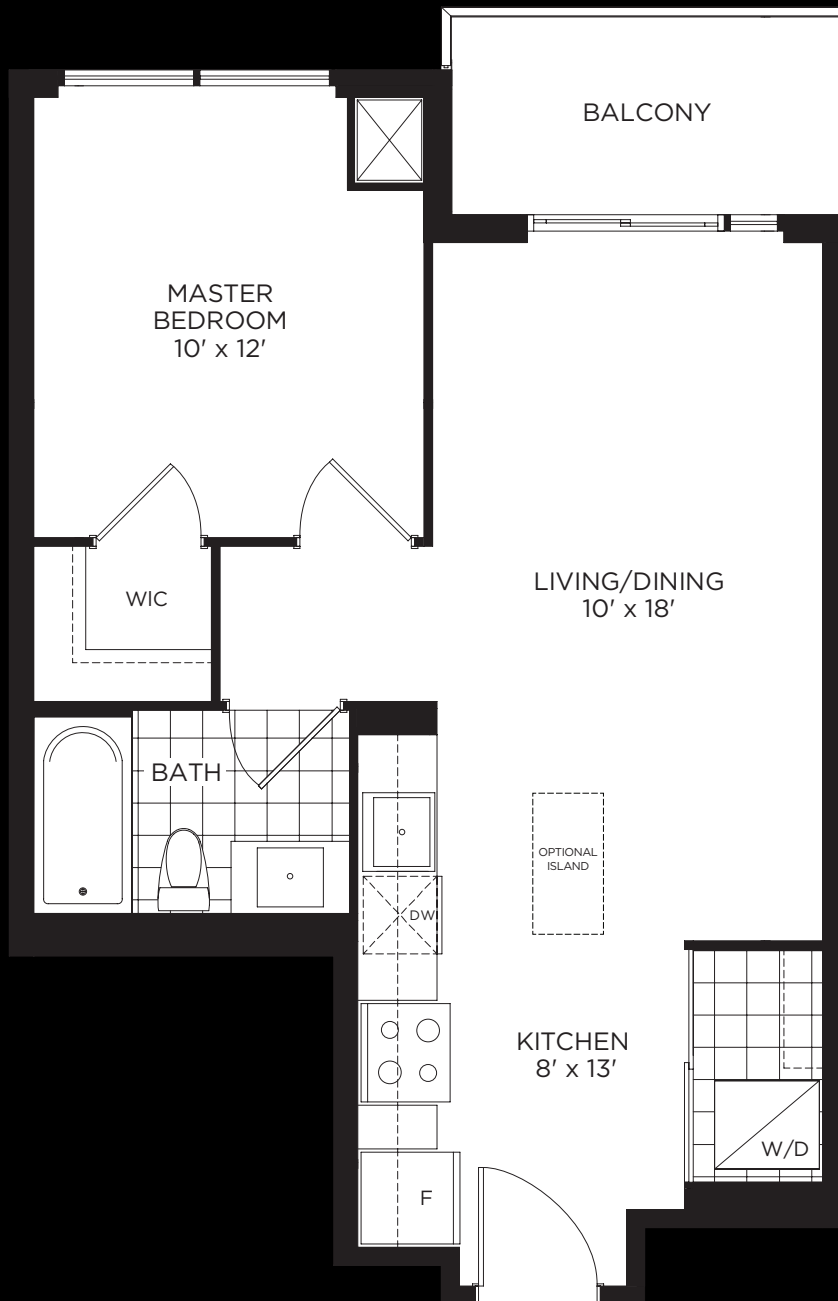 BALCONY
MASTER
BEDROOM
10' x 12'
LIVING/DINING
10' x 18'
WIC
BATH
OPTIONAL
ISLAND
DW
KITCHEN
8' x 13'
W/D
F